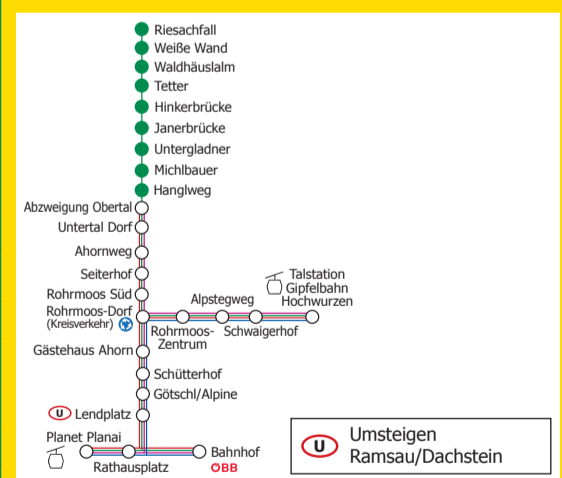 Riesachfall
Weiße Wand
Waldhäuslalm
Tetter
Hinkerbrücke
Janerbrücke
Untergladner
Michlbauer
Hanglweg
Abzweigung Obertal
Untertal Dorf
Ahornweg
Seiterhof
Rohrmoos Süd
Rohrmoos-Dorf
(Kreisverkehr)
Rohrmoos-
Zentrum
Alpstegweg
Schwaigerhof
Talstation
Gipfelbahn
Hochwurzen
Gästehaus Ahorn
Schütterhof
Götschl/Alpine
U Lendplatz
Planet Planai
Rathausplatz
Bahnhof
ÖBB
U Umsteigen
Ramsau/Dachstein